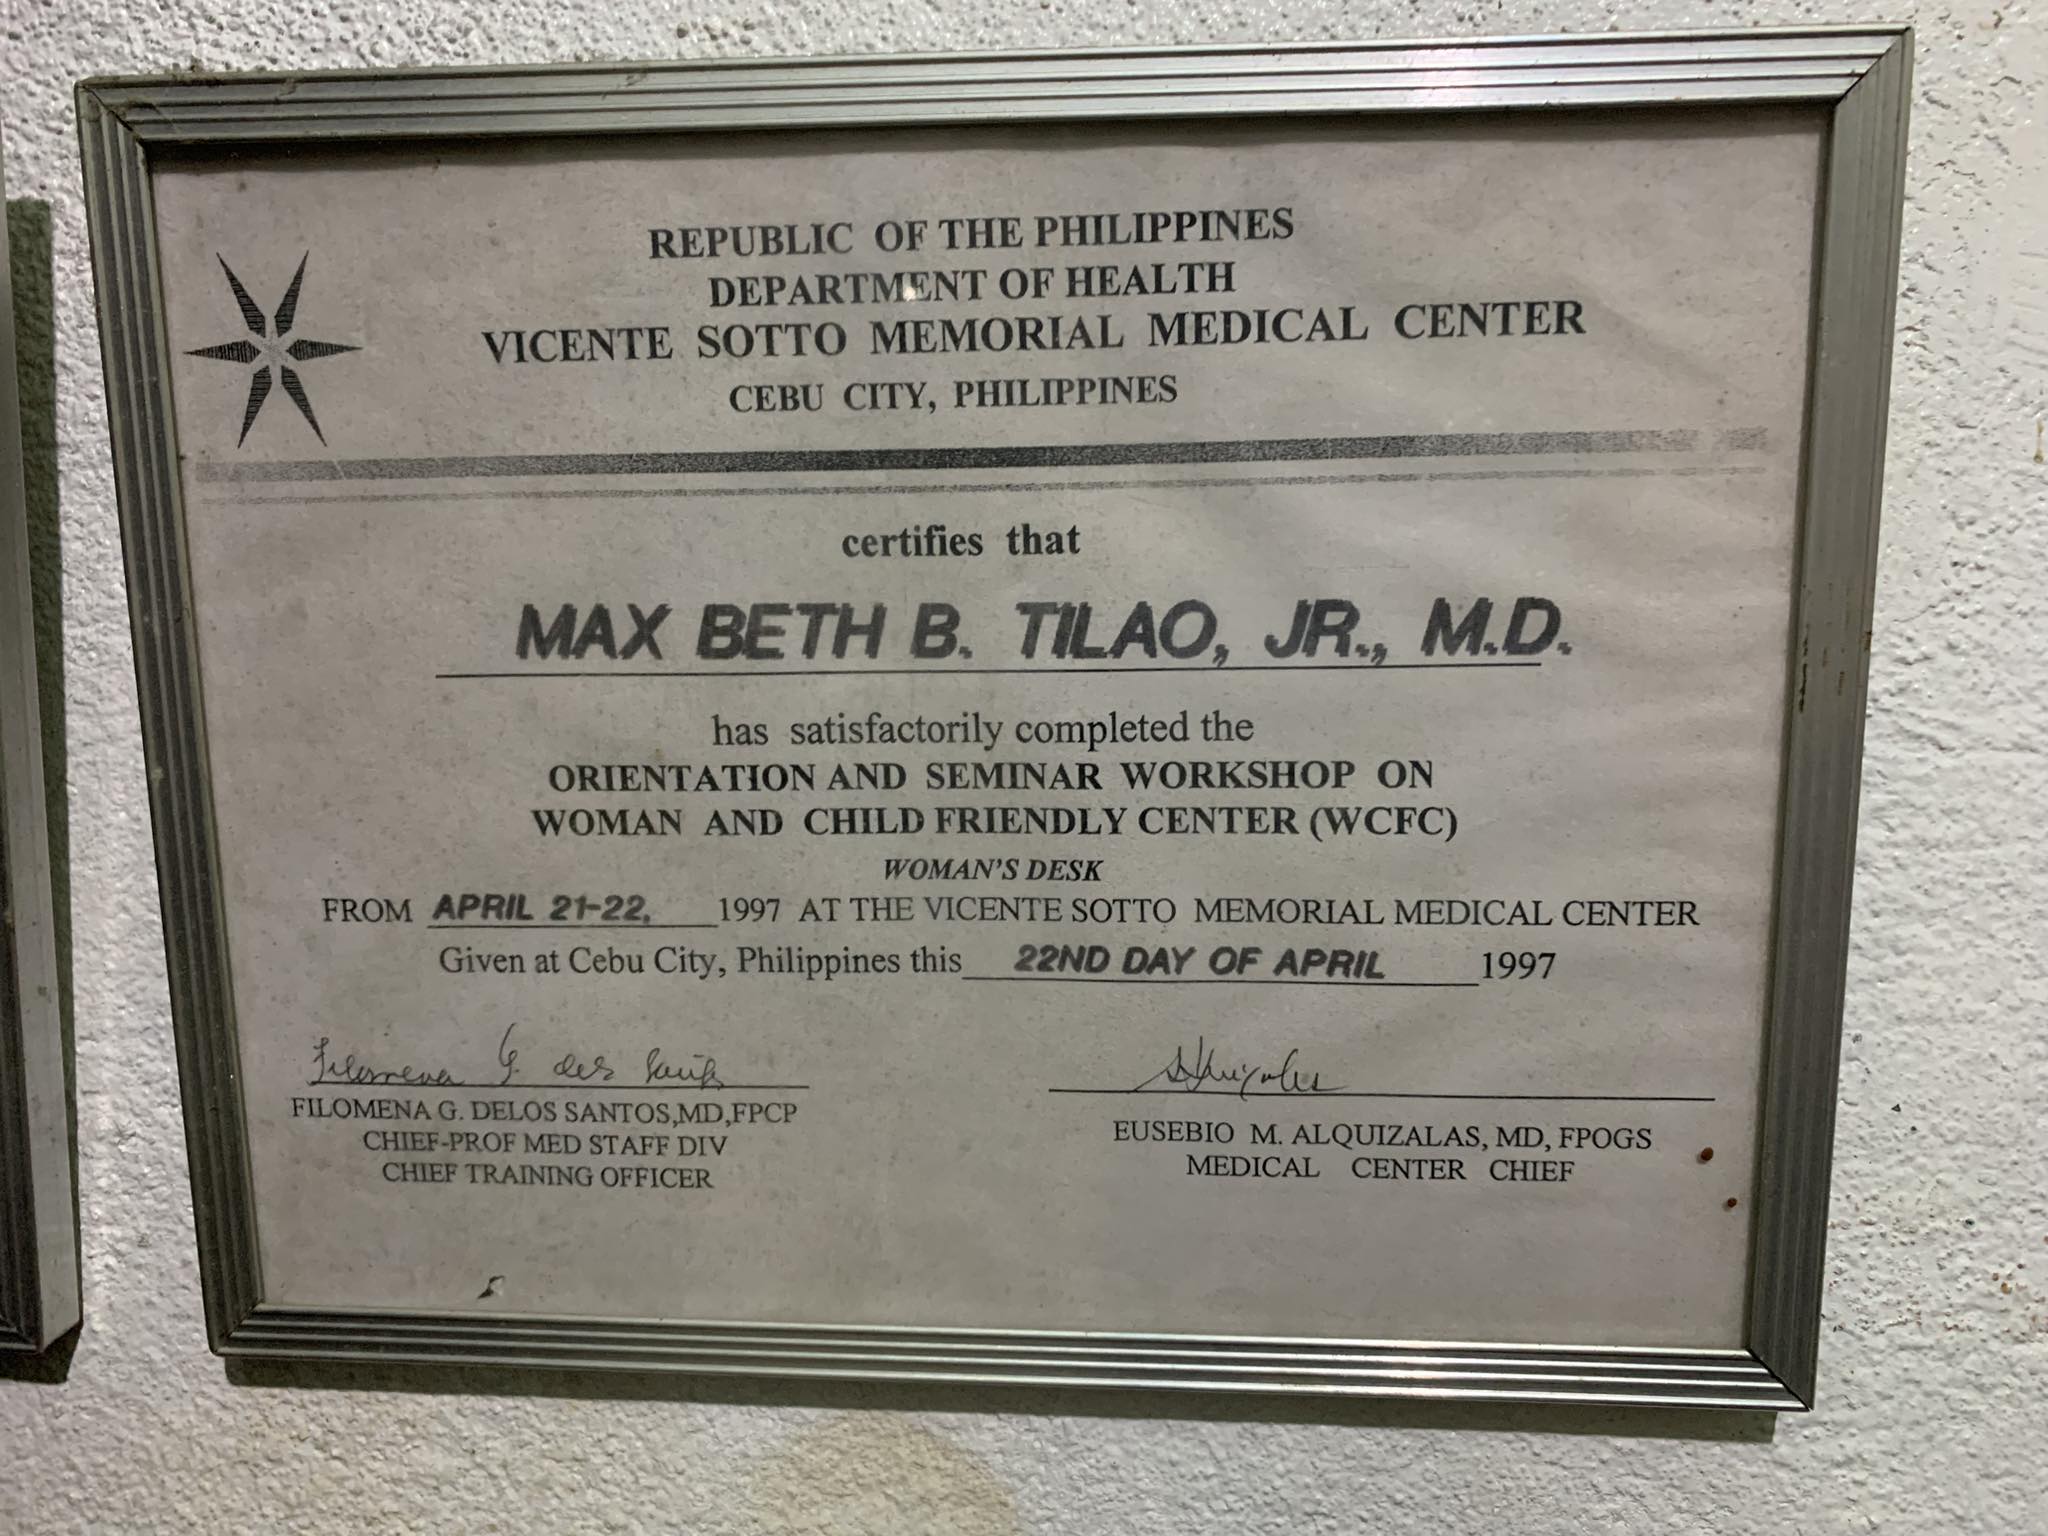 REPUBLIC OF THE PHILIPPINES
DEPARTMENT OF HEALTH
VICENTE SOTTO MEMORIAL MEDICAL CENTER
CEBU CITY, PHILIPPINES
certifies that
MAX BETH B. TILAO, JR., M.D.
has satisfactorily completed the
ORIENTATION AND SEMINAR WORKSHOP ON
WOMAN AND CHILD FRIENDLY CENTER (WCFC)
WOMAN'S DESK
FROM APRIL 21-22, 1997 AT THE VICENTE SOTTO MEMORIAL MEDICAL CENTER
Given at Cebu City, Philippines this 22ND DAY OF APRIL 1997
Filomena G. delos Santos
FILOMENA G. DELOS SANTOS,MD,FPCP
CHIEF-PROF MED STAFF DIV
CHIEF TRAINING OFFICER
EUSEBIO M. ALQUIZALAS, MD, FPOGS
MEDICAL CENTER CHIEF